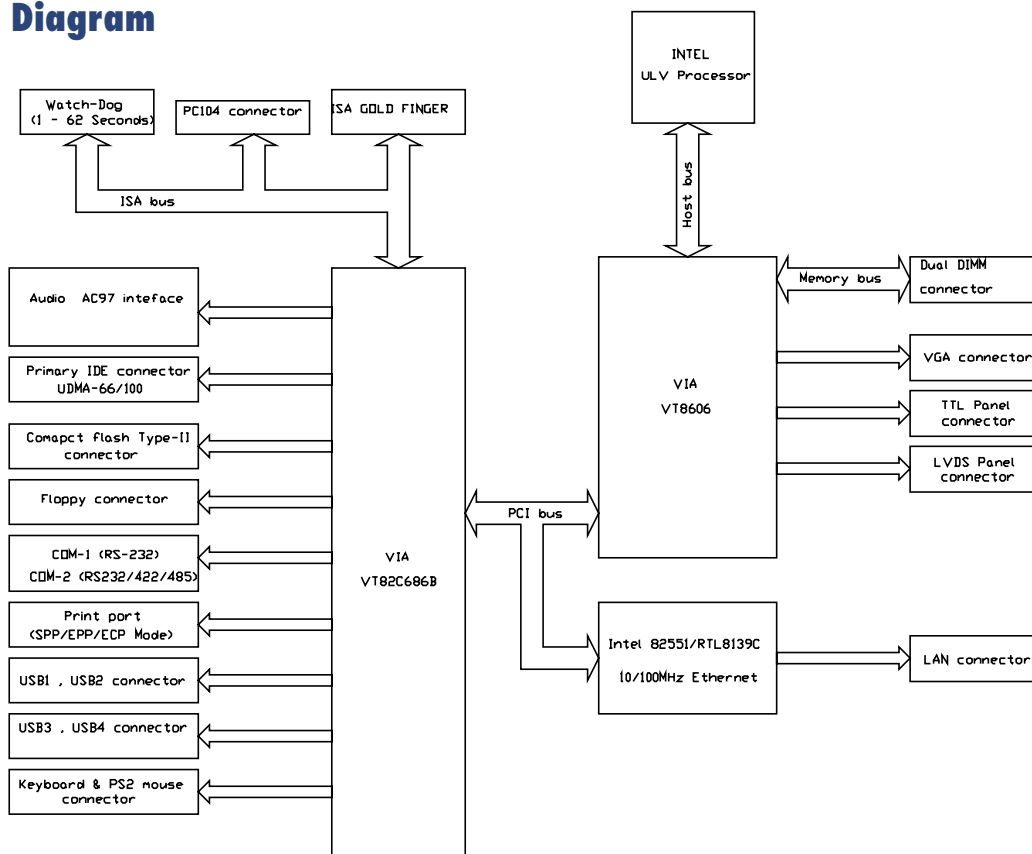 Diagram
INTEL
ULV Processor
Watch-Dog
(1 - 62 Seconds)
PC104 connector
ISA GOLD FINGER
ISA bus
Host bus
Audio AC97 inteface
Primary IDE connector
UDMA-66/100
Comapct flash Type-II
connector
Floppy connector
COM-1 (RS-232)
COM-2 (RS232/422/485)
Print port
(SPP/EPP/ECP Mode)
USB1 , USB2 connector
USB3 , USB4 connector
Keyboard & PS2 mouse
connector
VIA
VT82C686B
PCI bus
VIA
VT8606
Memory bus
Dual DIMM
connector
VGA connector
TTL Panel
connector
LVDS Panel
connector
Intel 82551/RTL8139C
10/100MHz Ethernet
LAN connector